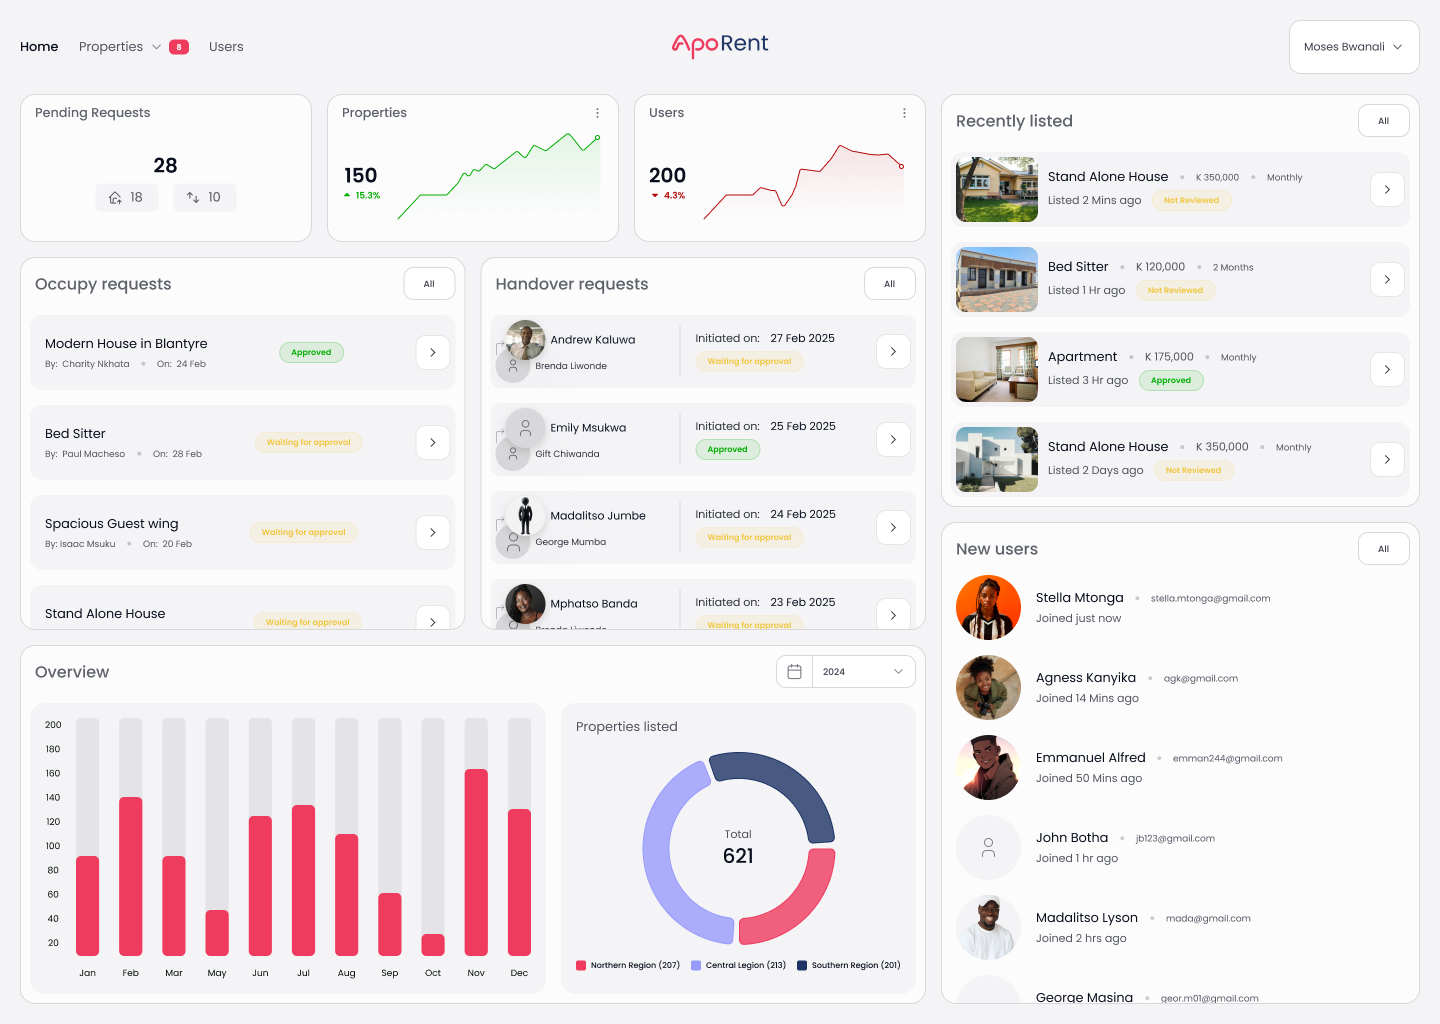 Home
Properties
8
Users
ApoRent
Moses Bwanali
Pending Requests
28
18
10
Properties
150
15.3%
Users
200
4.3%
Occupy requests
All
Modern House in Blantyre
By: Charity Nkhata On: 24 Feb
Approved
Bed Sitter
By: Paul Macheso On: 28 Feb
Waiting for approval
Spacious Guest wing
By: Isaac Msuku On: 20 Feb
Waiting for approval
Stand Alone House
Waiting for approval
Handover requests
All
Andrew Kaluwa
Brenda Liwonde
Initiated on: 27 Feb 2025
Waiting for approval
Emily Msukwa
Gift Chiwanda
Initiated on: 25 Feb 2025
Approved
Madalitso Jumbe
George Mumba
Initiated on: 24 Feb 2025
Waiting for approval
Mphatso Banda
Brenda Liwonde
Initiated on: 23 Feb 2025
Waiting for approval
Recently listed
All
Stand Alone House K 350,000 Monthly
Listed 2 Mins ago Not Reviewed
Bed Sitter K 120,000 2 Months
Listed 1 Hr ago Not Reviewed
Apartment K 175,000 Monthly
Listed 3 Hr ago Approved
Stand Alone House K 350,000 Monthly
Listed 2 Days ago Not Reviewed
New users
All
Stella Mtonga stella.mtonga@gmail.com
Joined just now
Agness Kanyika agk@gmail.com
Joined 14 Mins ago
Emmanuel Alfred emman244@gmail.com
Joined 50 Mins ago
John Botha jb123@gmail.com
Joined 1 hr ago
Madalitso Lyson mada@gmail.com
Joined 2 hrs ago
George Masina geor.m01@gmail.com
Overview
2024
200
180
160
140
120
100
80
60
40
20
Jan Feb Mar May Jun Jul Aug Sep Oct Nov Dec
Properties listed
Total
621
Northern Region (207) Central Legion (213) Southern Region (201)